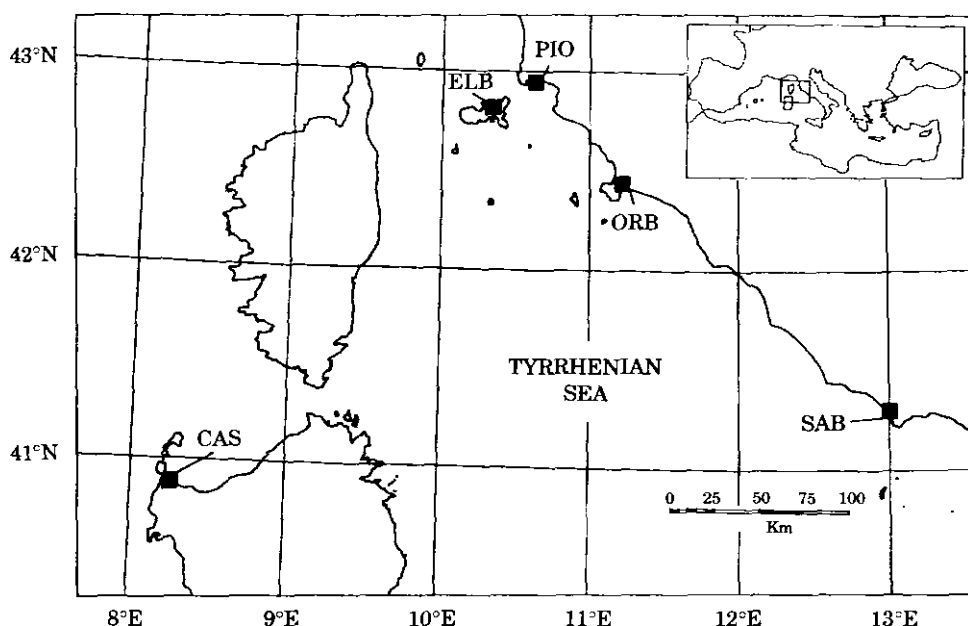 43°N
PIO
ELB
ORB
42°N
TYRRHENIAN
SEA
SAB
CAS
41°N
0 25 50 75 100
Km
8°E 9°E 10°E 11°E 12°E 13°E